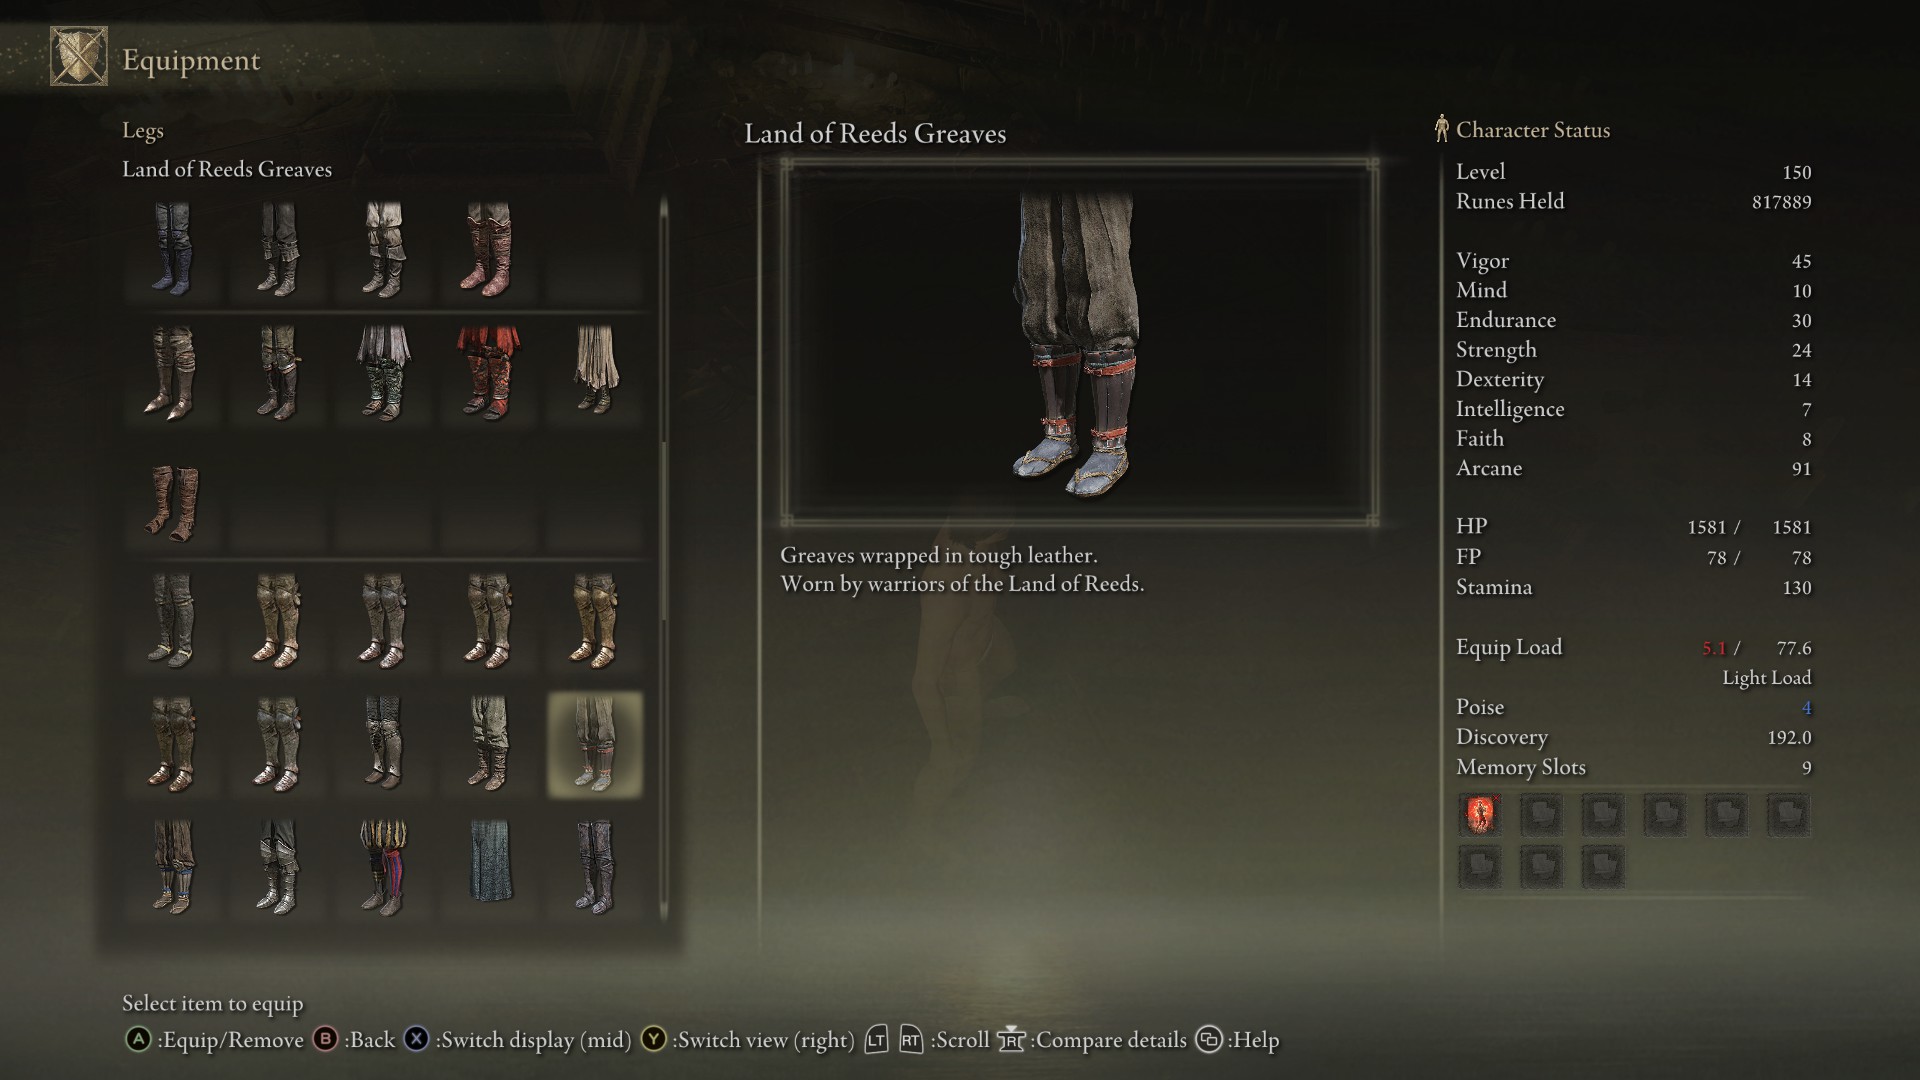 Equipment
Legs
Land of Reeds Greaves
Land of Reeds Greaves
Greaves wrapped in tough leather.
Worn by warriors of the Land of Reeds.
Character Status
Level 150
Runes Held 817889
Vigor 45
Mind 10
Endurance 30
Strength 24
Dexterity 14
Intelligence 7
Faith 8
Arcane 91
HP 1581 / 1581
FP 78 / 78
Stamina 130
Equip Load 5.1 / 77.6
Light Load
Poise 4
Discovery 192.0
Memory Slots 9
Select item to equip
A :Equip/Remove B :Back X :Switch display (mid) Y :Switch view (right) LT RT :Scroll R :Compare details :Help